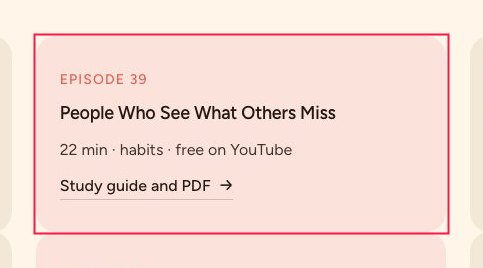 EPISODE 39
People Who See What Others Miss
22 min · habits · free on YouTube
Study guide and PDF →